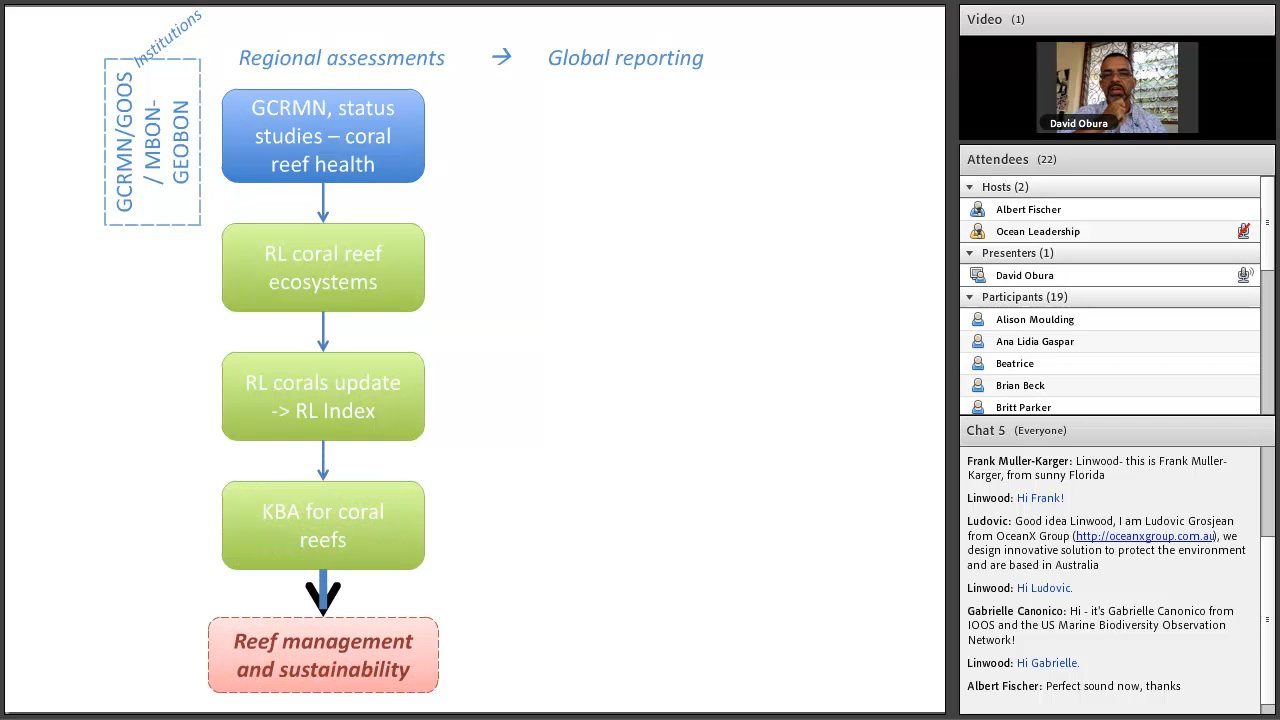 Institutions
GCRMN/GOOS
/ MBON-
GEOBON
Regional assessments → Global reporting
GCRMN, status
studies – coral
reef health
RL coral reef
ecosystems
RL corals update
-> RL Index
KBA for coral
reefs
Reef management
and sustainability
Video (1)
David Obura
Attendees (22)
Hosts (2)
Albert Fischer
Ocean Leadership
Presenters (1)
David Obura
Participants (19)
Alison Moulding
Ana Lidia Gaspar
Beatrice
Brian Beck
Britt Parker
Chat 5 (Everyone)
Frank Muller-Karger: Linwood- this is Frank Muller-
Karger, from sunny Florida
Linwood: Hi Frank!
Ludovic: Good idea Linwood, I am Ludovic Grosjean
from OceanX Group (http://oceanxgroup.com.au), we
design innovative solution to protect the environment
and are based in Australia
Linwood: Hi Ludovic.
Gabrielle Canonico: Hi - it's Gabrielle Canonico from
IOOS and the US Marine Biodiversity Observation
Network!
Linwood: Hi Gabrielle.
Albert Fischer: Perfect sound now, thanks